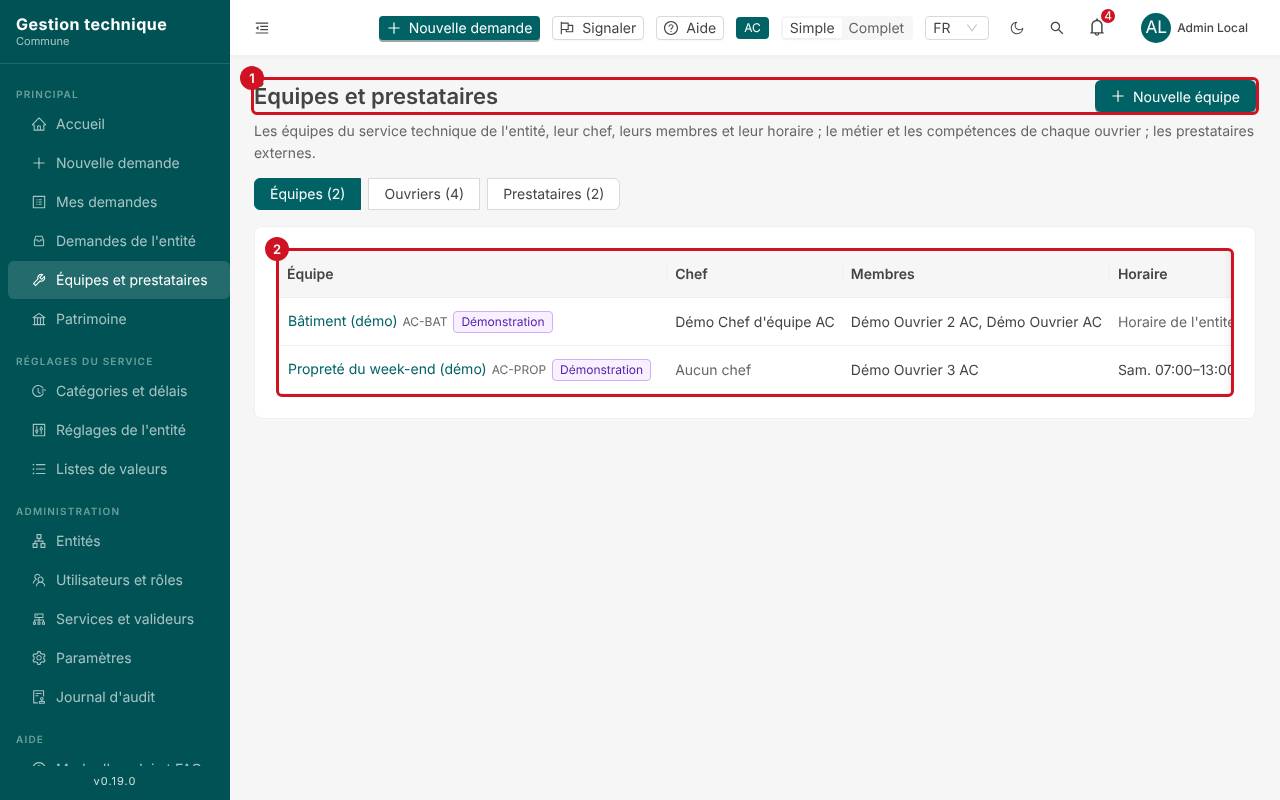 Gestion technique
Commune
Nouvelle demande
Signaler
Aide
AC
Simple
Complet
FR
4
AL
Admin Local
PRINCIPAL
Accueil
Nouvelle demande
Mes demandes
Demandes de l'entité
Équipes et prestataires
Patrimoine
RÉGLAGES DU SERVICE
Catégories et délais
Réglages de l'entité
Listes de valeurs
ADMINISTRATION
Entités
Utilisateurs et rôles
Services et valideurs
Paramètres
Journal d'audit
AIDE
v0.19.0
1
Équipes et prestataires
Nouvelle équipe
Les équipes du service technique de l'entité, leur chef, leurs membres et leur horaire ; le métier et les compétences de chaque ouvrier ; les prestataires
externes.
Équipes (2)
Ouvriers (4)
Prestataires (2)
2
Équipe Chef Membres Horaire
Bâtiment (démo) AC-BAT Démonstration Démo Chef d'équipe AC Démo Ouvrier 2 AC, Démo Ouvrier AC Horaire de l'entité
Propreté du week-end (démo) AC-PROP Démonstration Aucun chef Démo Ouvrier 3 AC Sam. 07:00–13:00